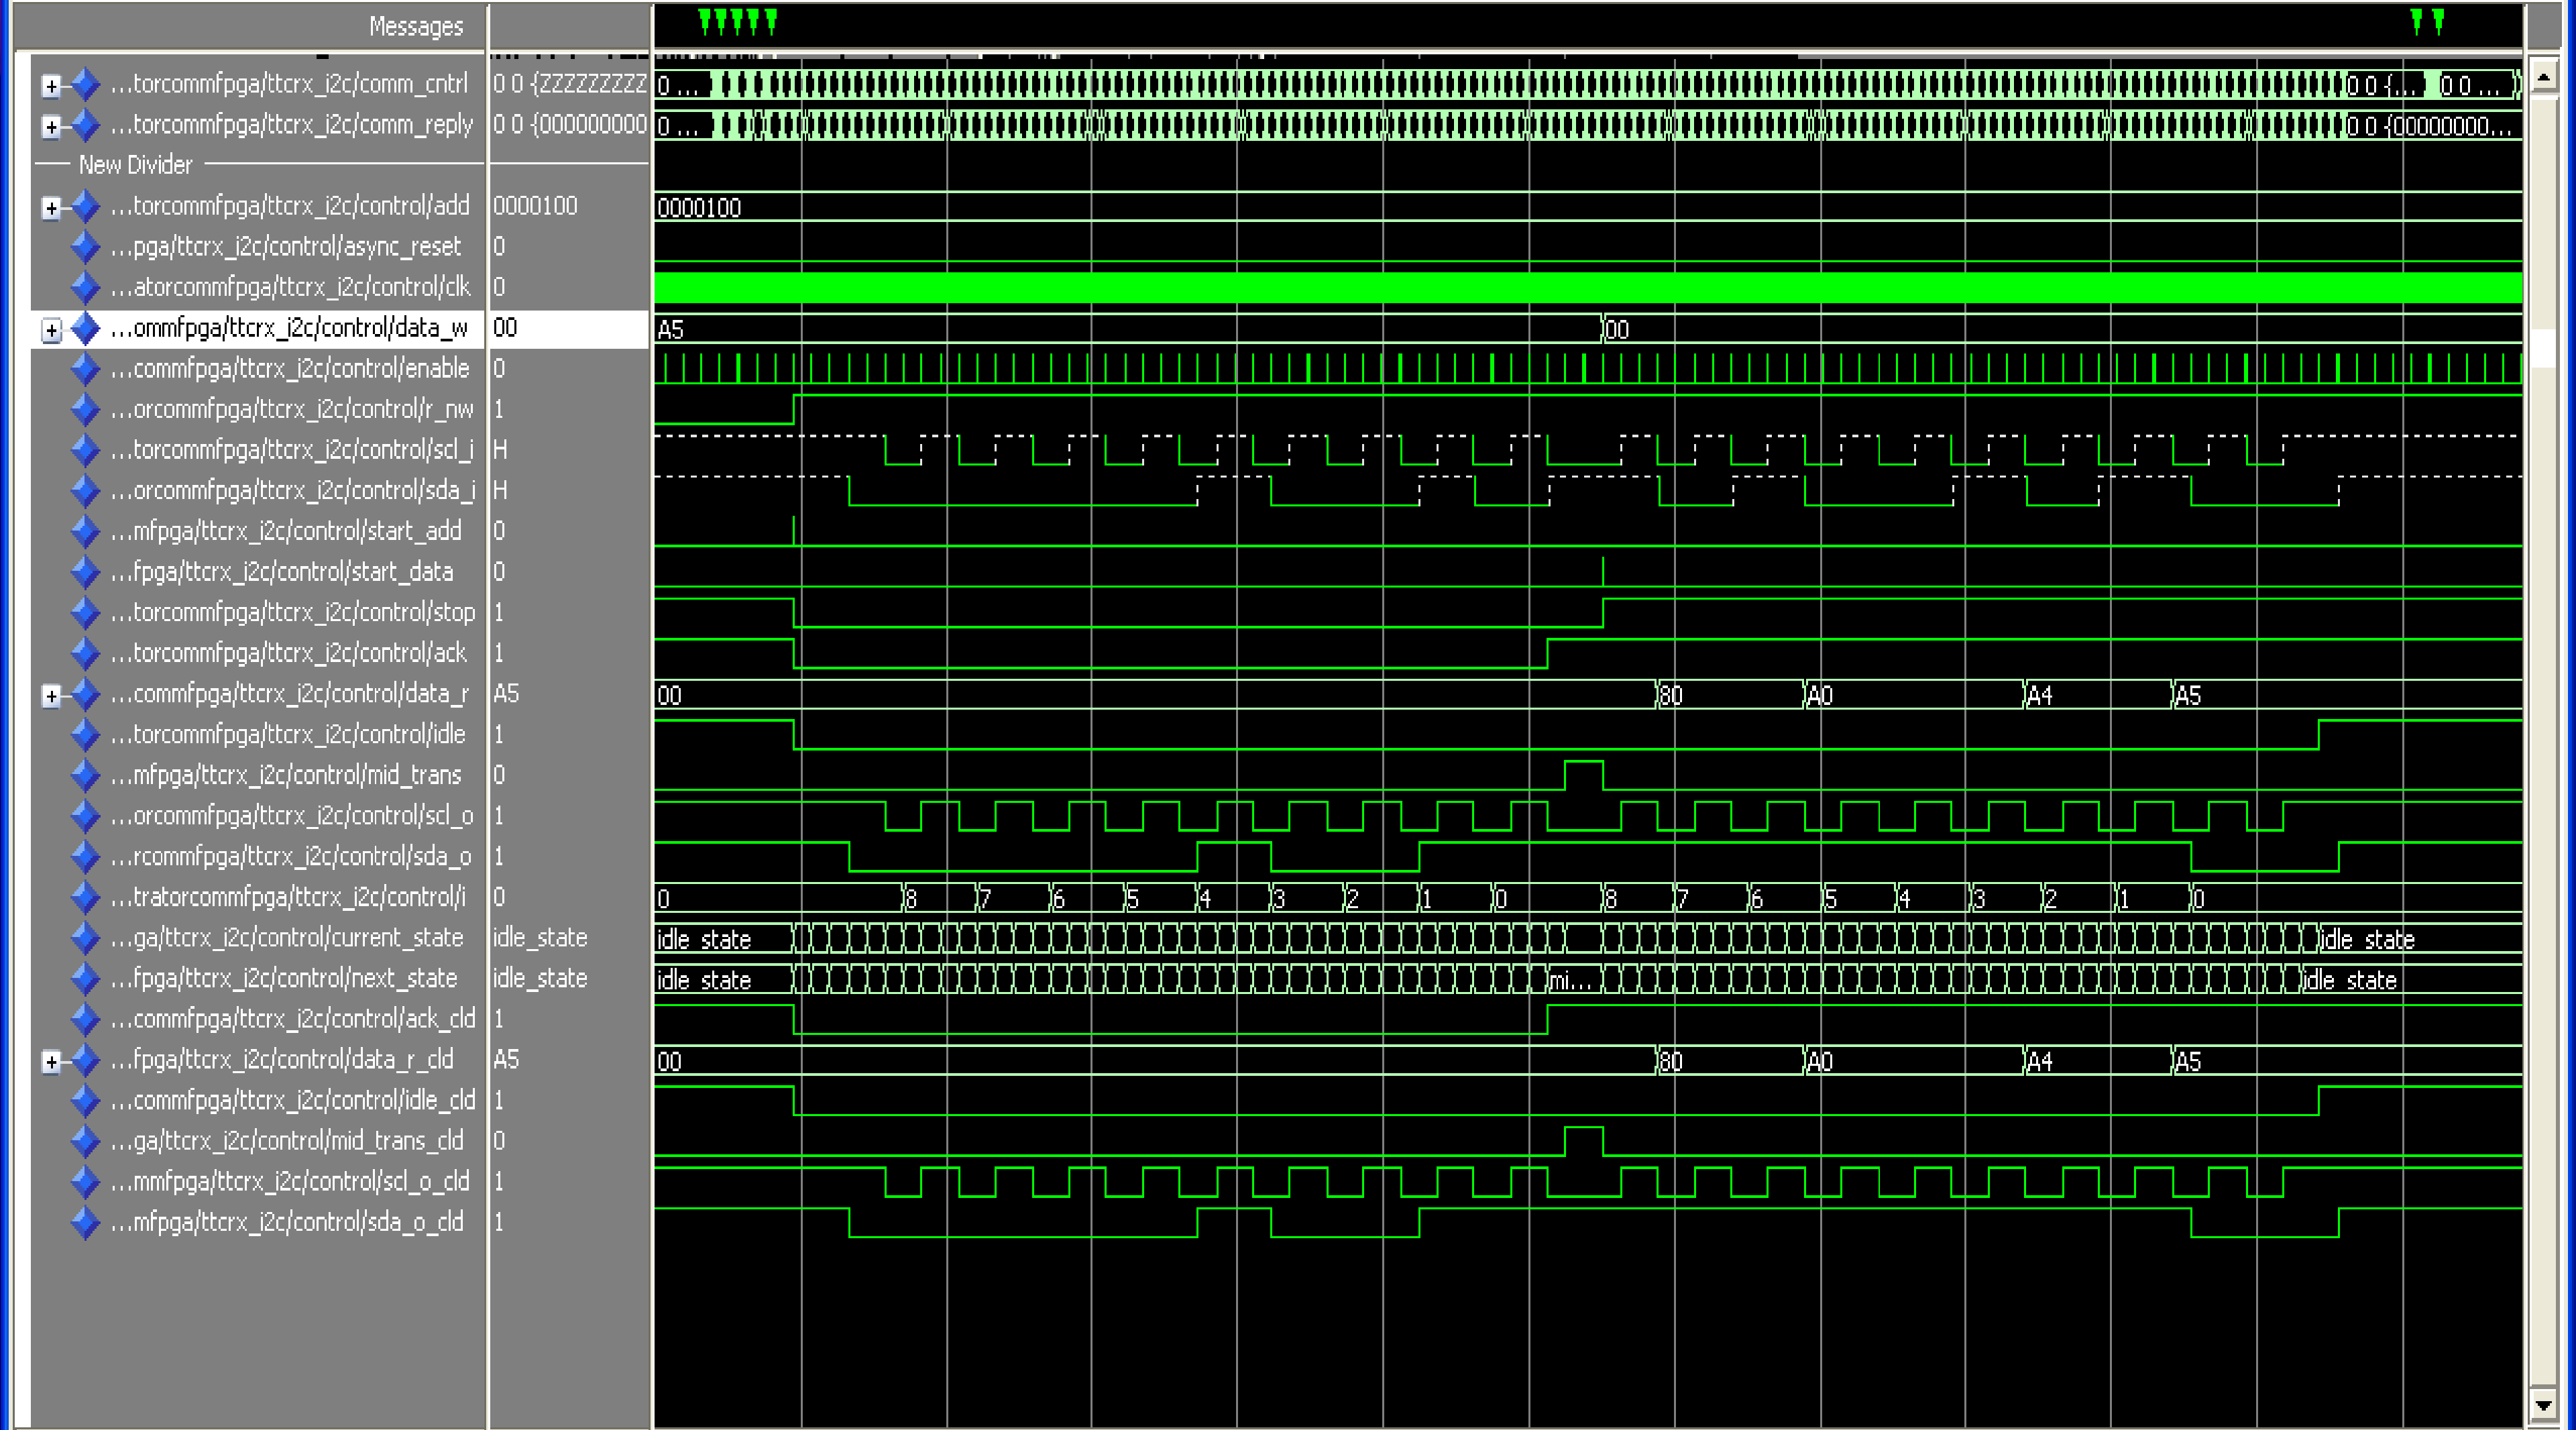 Messages
...torcommfpga/ttcrx_i2c/comm_cntrl 0 0 {ZZZZZZZZZ 0 ... 0 0 {... 0 0 ...
...torcommfpga/ttcrx_i2c/comm_reply 0 0 {000000000 0 ... 0 0 {00000000...
New Divider
...torcommfpga/ttcrx_i2c/control/add 0000100 0000100
...pga/ttcrx_i2c/control/async_reset 0
...atorcommfpga/ttcrx_i2c/control/clk 0
...ommfpga/ttcrx_i2c/control/data_w 00 A5 00
...commfpga/ttcrx_i2c/control/enable 0
...orcommfpga/ttcrx_i2c/control/r_nw 1
...torcommfpga/ttcrx_i2c/control/scl_i H
...orcommfpga/ttcrx_i2c/control/sda_i H
...mfpga/ttcrx_i2c/control/start_add 0
...fpga/ttcrx_i2c/control/start_data 0
...torcommfpga/ttcrx_i2c/control/stop 1
...torcommfpga/ttcrx_i2c/control/ack 1
...commfpga/ttcrx_i2c/control/data_r A5 00 80 A0 A4 A5
...torcommfpga/ttcrx_i2c/control/idle 1
...mfpga/ttcrx_i2c/control/mid_trans 0
...orcommfpga/ttcrx_i2c/control/scl_o 1
...rcommfpga/ttcrx_i2c/control/sda_o 1
...tratorcommfpga/ttcrx_i2c/control/i 0 0 8 7 6 5 4 3 2 1 0 8 7 6 5 4 3 2 1 0
...ga/ttcrx_i2c/control/current_state idle_state idle_state idle_state
...fpga/ttcrx_i2c/control/next_state idle_state idle_state mi... idle_state
...commfpga/ttcrx_i2c/control/ack_cld 1
...fpga/ttcrx_i2c/control/data_r_cld A5 00 80 A0 A4 A5
...commfpga/ttcrx_i2c/control/idle_cld 1
...ga/ttcrx_i2c/control/mid_trans_cld 0
...mmfpga/ttcrx_i2c/control/scl_o_cld 1
...mfpga/ttcrx_i2c/control/sda_o_cld 1